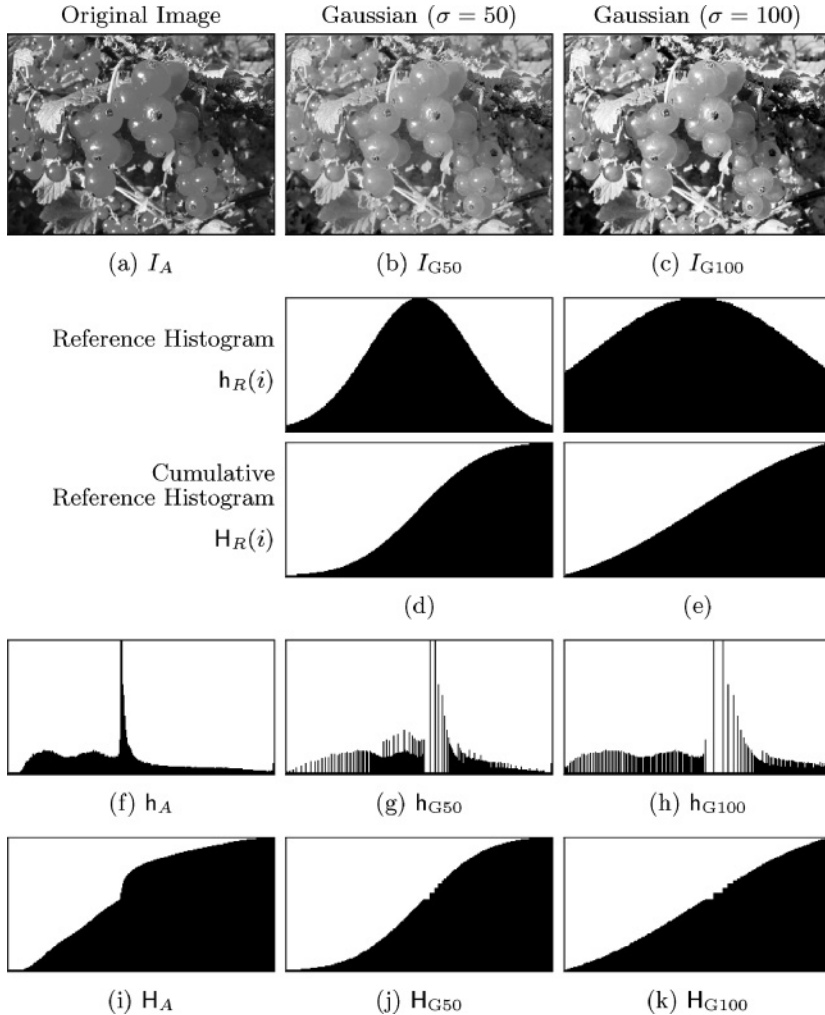 Original Image
Gaussian (σ = 50)
Gaussian (σ = 100)
(a) I_A
(b) I_G50
(c) I_G100
Reference Histogram
h_R(i)
Cumulative
Reference Histogram
H_R(i)
(d)
(e)
(f) h_A
(g) h_G50
(h) h_G100
(i) H_A
(j) H_G50
(k) H_G100